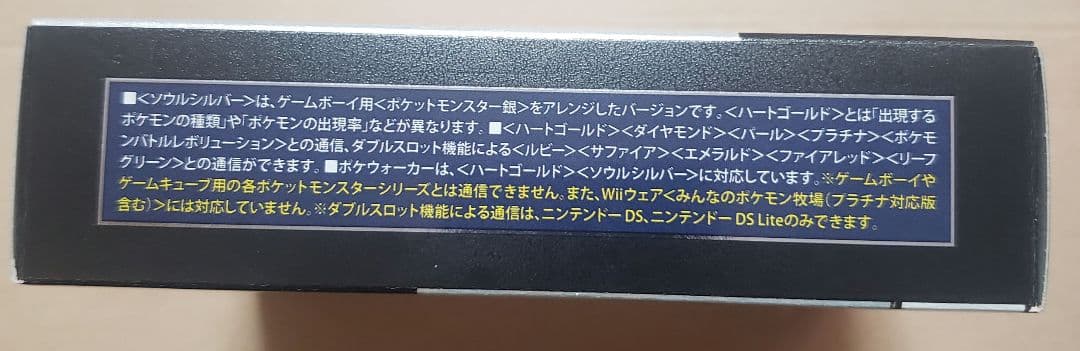 ■＜ソウルシルバー＞は、ゲームボーイ用＜ポケットモンスター銀＞をアレンジしたバージョンです。＜ハートゴールド＞とは「出現する
ポケモンの種類」や「ポケモンの出現率」などが異なります。■＜ハートゴールド＞＜ダイヤモンド＞＜パール＞＜プラチナ＞＜ポケモ
ンバトルレボリューション＞との通信、ダブルスロット機能による＜ルビー＞＜サファイア＞＜エメラルド＞＜ファイアレッド＞＜リーフ
グリーン＞との通信ができます。■ポケウォーカーは、＜ハートゴールド＞＜ソウルシルバー＞に対応しています。※ゲームボーイや
ゲームキューブ用の各ポケットモンスターシリーズとは通信できません。また、Wiiウェア＜みんなのポケモン牧場（プラチナ対応版
含む）＞には対応していません。※ダブルスロット機能による通信は、ニンテンドーDS、ニンテンドーDS Liteのみできます。